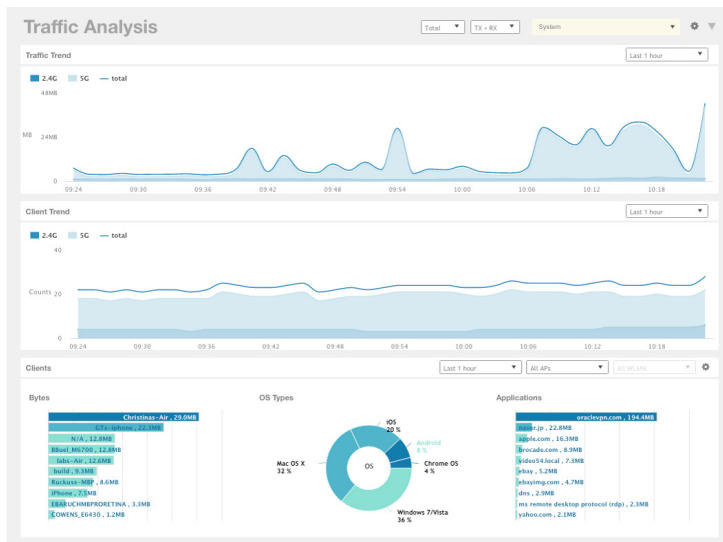 Traffic Analysis
Total
TX + RX
System
Traffic Trend
Last 1 hour
2.4G 5G total
48MB
MB 24MB
0
09:24 09:30 09:36 09:42 09:48 09:54 10:00 10:06 10:12 10:18
Client Trend
Last 1 hour
2.4G 5G total
40
Counts 20
0
09:24 09:30 09:36 09:42 09:48 09:54 10:00 10:06 10:12 10:18
Clients
Last 1 hour
All APs
All WLANs
Bytes
Christinas-Air , 29.0MB
GTs-iphone , 22.3MB
N/A , 12.8MB
BBuel_M6700 , 12.8MB
labs-Air , 12.6MB
build , 9.3MB
Ruckuss-MBP , 8.6MB
iPhone , 7.5MB
EBARUCHMBPRORETINA , 3.3MB
COWENS_E6430 , 1.2MB
OS Types
iOS
20 %
Android
8 %
Mac OS X
32 %
OS
Chrome OS
4 %
Windows 7/Vista
36 %
Applications
oraclevpn.com , 194.4MB
naver.jp , 22.8MB
apple.com , 16.3MB
brocade.com , 8.9MB
video54.local , 7.3MB
ebay , 5.2MB
ebayimg.com , 4.7MB
dns , 2.9MB
ms remote desktop protocol (rdp) , 2.3MB
yahoo.com , 2.1MB